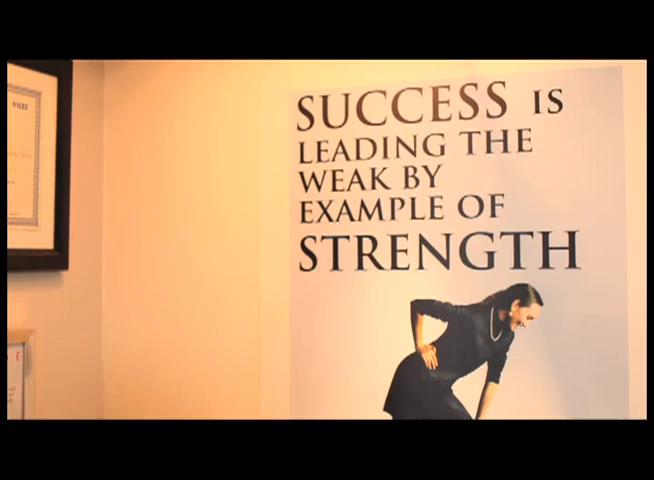 SUCCESS IS
LEADING THE
WEAK BY
EXAMPLE OF
STRENGTH
E